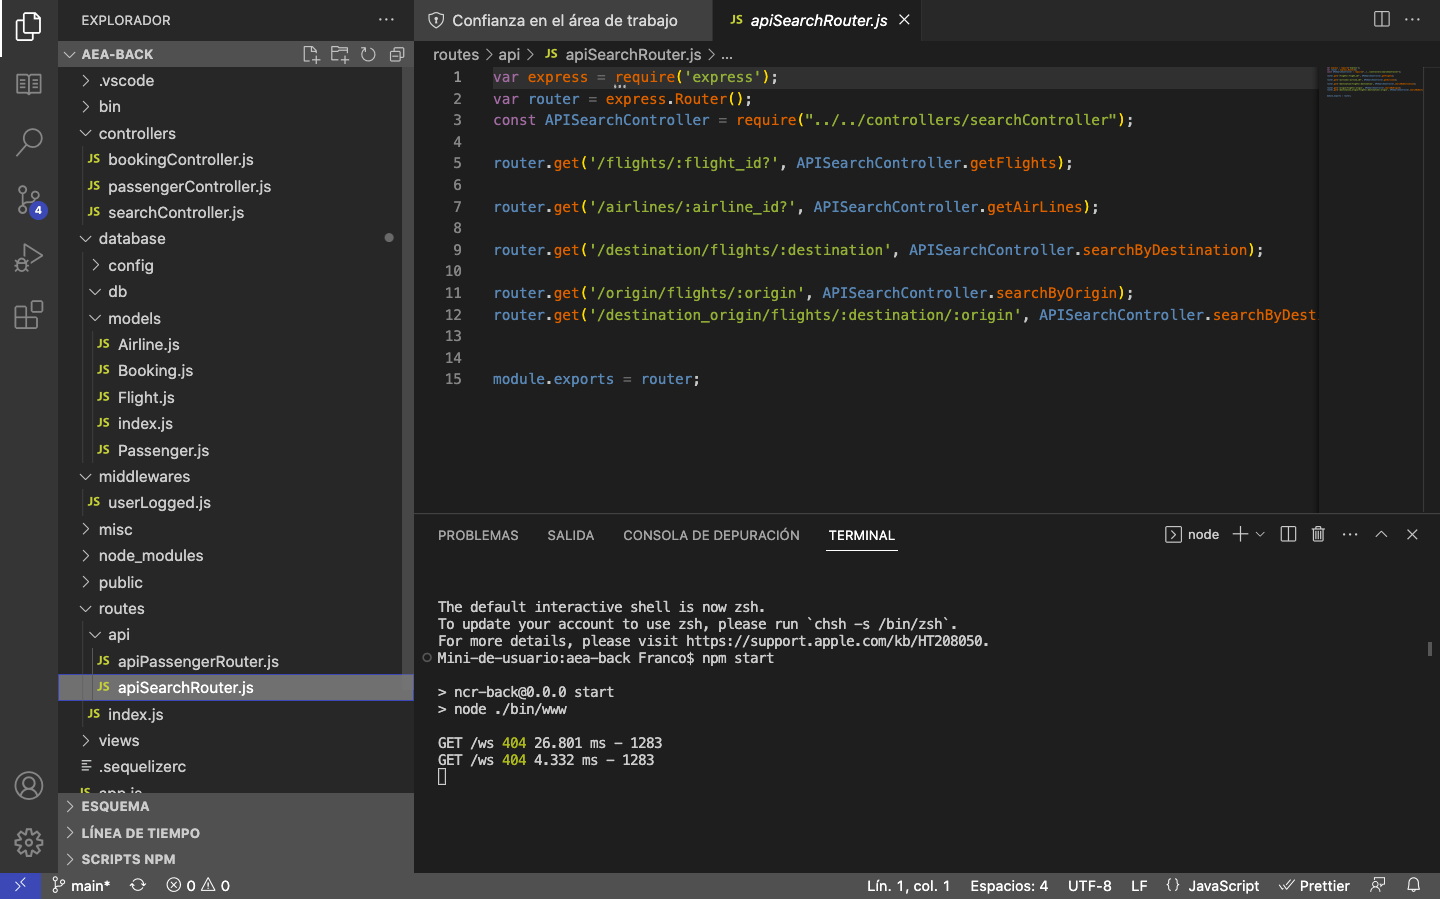 EXPLORADOR
AEA-BACK
.vscode
bin
controllers
JS bookingController.js
JS passengerController.js
JS searchController.js
database
config
db
models
JS Airline.js
JS Booking.js
JS Flight.js
JS index.js
JS Passenger.js
middlewares
JS userLogged.js
misc
node_modules
public
routes
api
JS apiPassengerRouter.js
JS apiSearchRouter.js
JS index.js
views
.sequelizerc
JS app.js
ESQUEMA
LÍNEA DE TIEMPO
SCRIPTS NPM
4
Confianza en el área de trabajo
JS apiSearchRouter.js
routes > api > JS apiSearchRouter.js > ...
1 var express = require('express');
2 var router = express.Router();
3 const APISearchController = require("../../controllers/searchController");
4
5 router.get('/flights/:flight_id?', APISearchController.getFlights);
6
7 router.get('/airlines/:airline_id?', APISearchController.getAirLines);
8
9 router.get('/destination/flights/:destination', APISearchController.searchByDestination);
10
11 router.get('/origin/flights/:origin', APISearchController.searchByOrigin);
12 router.get('/destination_origin/flights/:destination/:origin', APISearchController.searchByDest
13
14
15 module.exports = router;
PROBLEMAS SALIDA CONSOLA DE DEPURACIÓN TERMINAL
node
The default interactive shell is now zsh.
To update your account to use zsh, please run `chsh -s /bin/zsh`.
For more details, please visit https://support.apple.com/kb/HT208050.
Mini-de-usuario:aea-back Franco$ npm start
> ncr-back@0.0.0 start
> node ./bin/www
GET /ws 404 26.801 ms - 1283
GET /ws 404 4.332 ms - 1283
main* 0 0 Lín. 1, col. 1 Espacios: 4 UTF-8 LF {} JavaScript Prettier